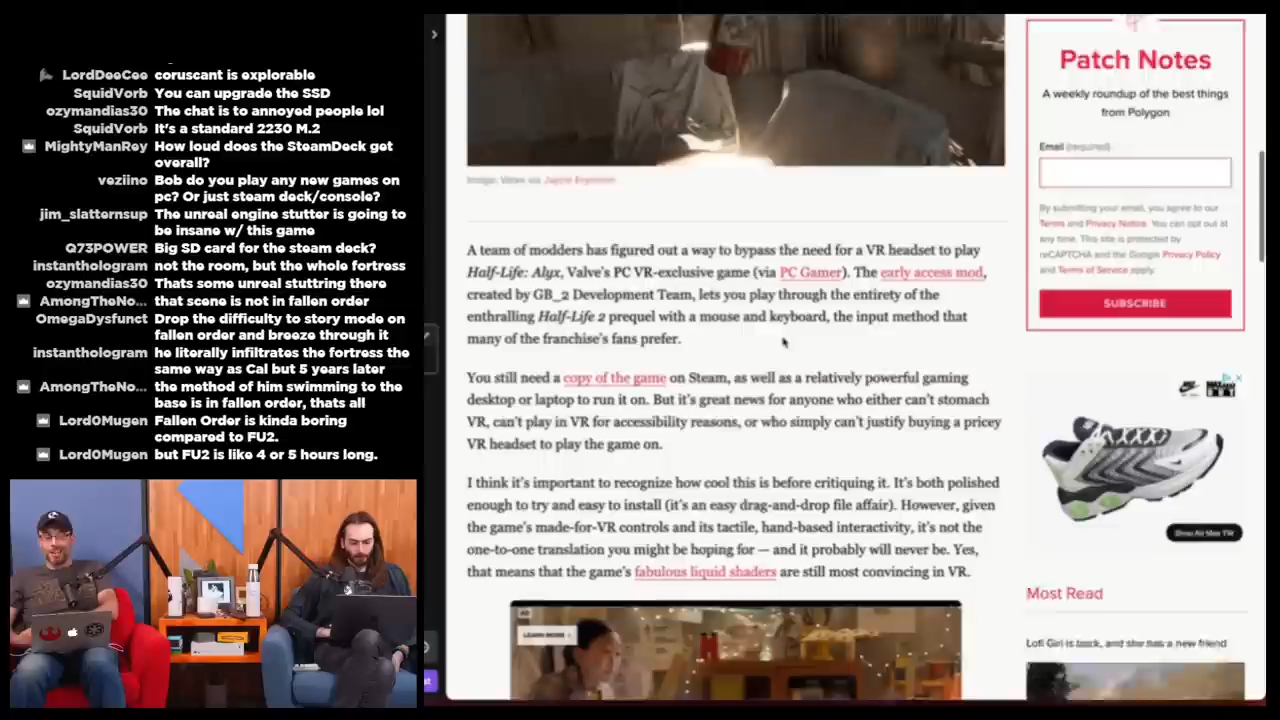 LordDeeCee coruscant is explorable
SquidVorb You can upgrade the SSD
ozymandias30 The chat is to annoyed people lol
SquidVorb It's a standard 2230 M.2
MightyManRey How loud does the SteamDeck get
overall?
veziino Bob do you play any new games on
pc? Or just steam deck/console?
jim_slatternsup The unreal engine stutter is going to
be insane w/ this game
Q73POWER Big SD card for the steam deck?
instanthologram not the room, but the whole fortress
ozymandias30 Thats some unreal stuttring there
AmongTheNo... that scene is not in fallen order
OmegaDysfunct Drop the difficulty to story mode on
fallen order and breeze through it
instanthologram he literally infiltrates the fortress the
same way as Cal but 5 years later
AmongTheNo... the method of him swimming to the
base is in fallen order, thats all
Lord0Mugen Fallen Order is kinda boring
compared to FU2.
Lord0Mugen but FU2 is like 4 or 5 hours long.
Image: Valve via
A team of modders has figured out a way to bypass the need for a VR headset to play
Half-Life: Alyx, Valve's PC VR-exclusive game (via PC Gamer). The early access mod,
created by GB_2 Development Team, lets you play through the entirety of the
enthralling Half-Life 2 prequel with a mouse and keyboard, the input method that
many of the franchise's fans prefer.
You still need a copy of the game on Steam, as well as a relatively powerful gaming
desktop or laptop to run it on. But it's great news for anyone who either can't stomach
VR, can't play in VR for accessibility reasons, or who simply can't justify buying a pricey
VR headset to play the game on.
I think it's important to recognize how cool this is before critiquing it. It's both polished
enough to try and easy to install (it's an easy drag-and-drop file affair). However, given
the game's made-for-VR controls and its tactile, hand-based interactivity, it's not the
one-to-one translation you might be hoping for — and it probably will never be. Yes,
that means that the game's fabulous liquid shaders are still most convincing in VR.
AD
LEARN MORE
Patch Notes
A weekly roundup of the best things
from Polygon
Email (required)
By submitting your email, you agree to our
Terms and Privacy Notice. You can opt out at
any time. This site is protected by
reCAPTCHA and the Google Privacy Policy
and Terms of Service apply.
SUBSCRIBE
Shop Air Max TW
Most Read
Lofi Girl is back, and she has a new friend